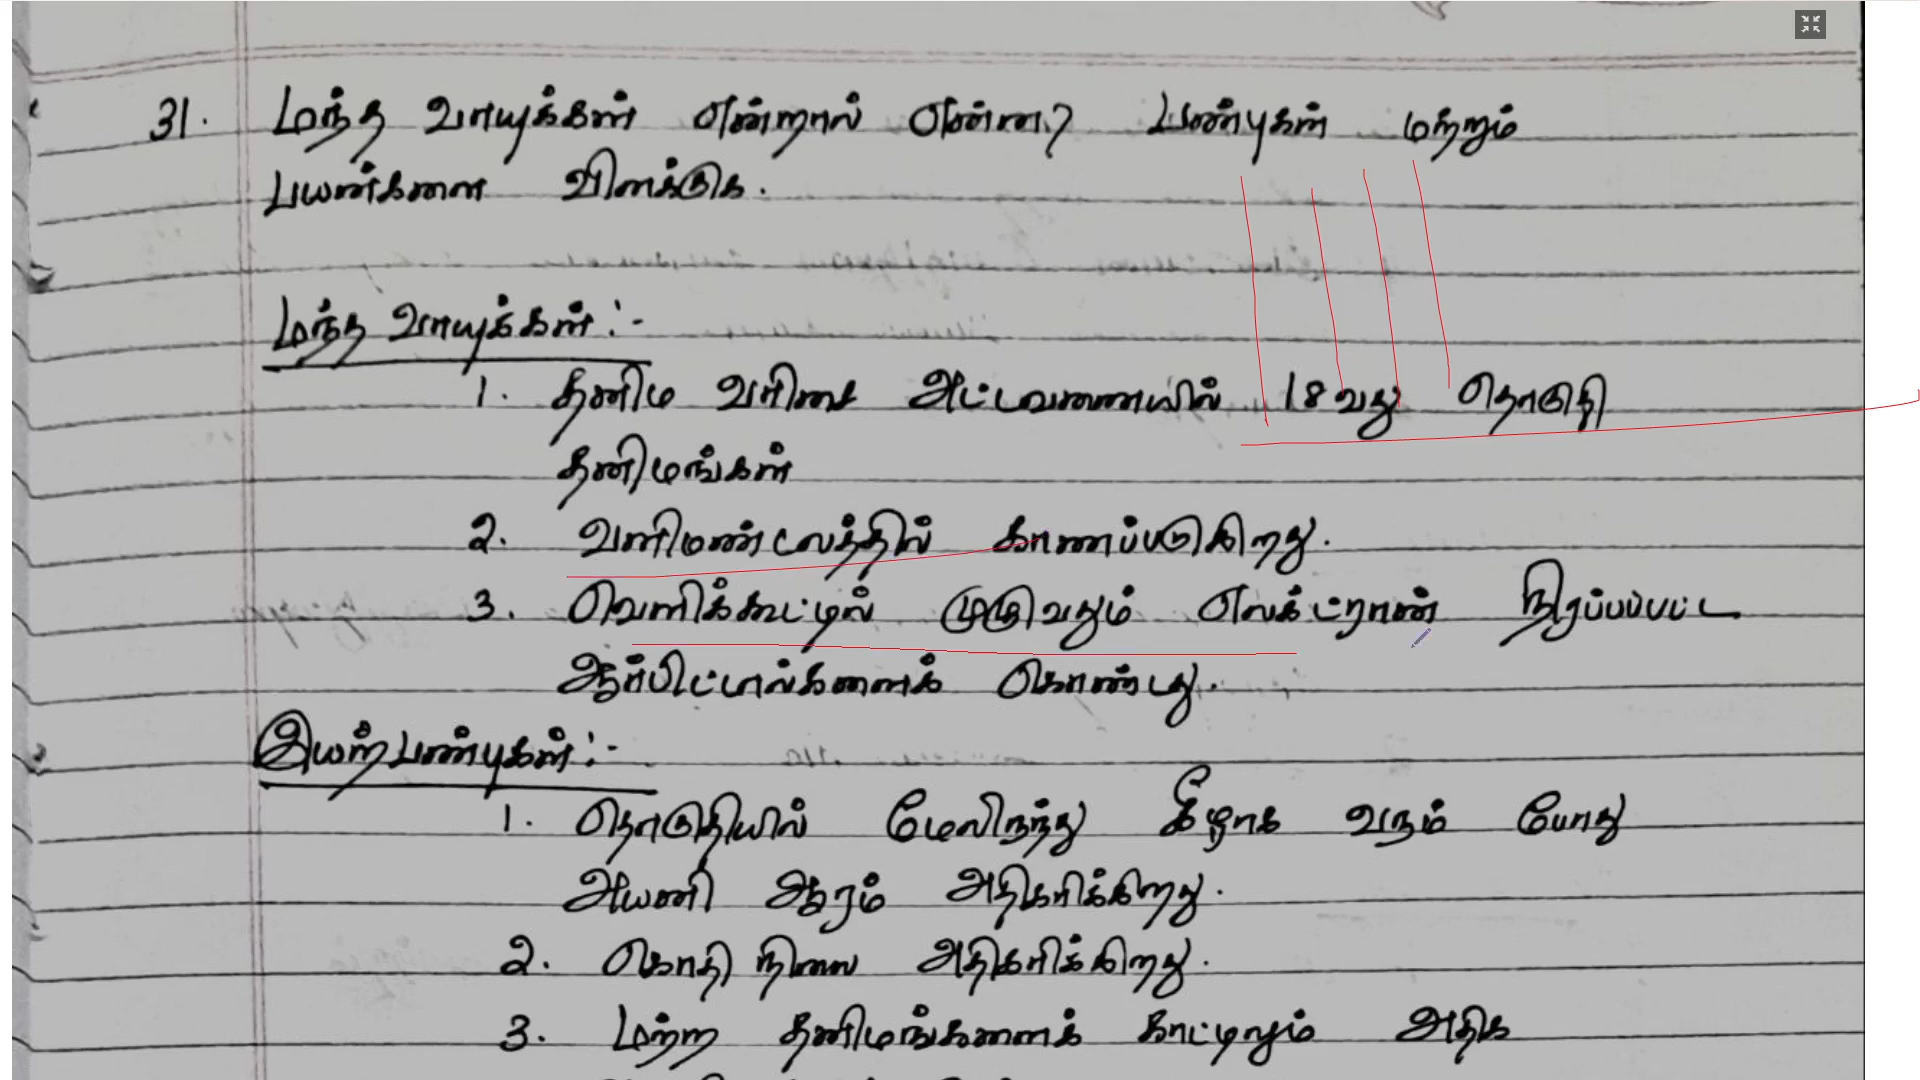 31. மந்த வாயுக்கள் என்றால் என்ன? பண்புகள் மற்றும்
பயன்களை விளக்குக.
மந்த வாயுக்கள் :-
1. தனிம வரிசை அட்டவணையில் 18வது தொகுதி
தனிமங்கள்
2. வளிமண்டலத்தில் காணப்படுகிறது.
3. வெளிக்கூட்டில் முழுவதும் எலக்ட்ரான் நிரப்பப்பட்ட
ஆர்பிட்டால்களைக் கொண்டது.
இயற்பண்புகள் :-
1. தொகுதியில் மேலிருந்து கீழாக வரும் போது
அயனி ஆரம் அதிகரிக்கிறது.
2. கொதி நிலை அதிகரிக்கிறது.
3. மற்ற தனிமங்களைக் காட்டிலும் அதிக